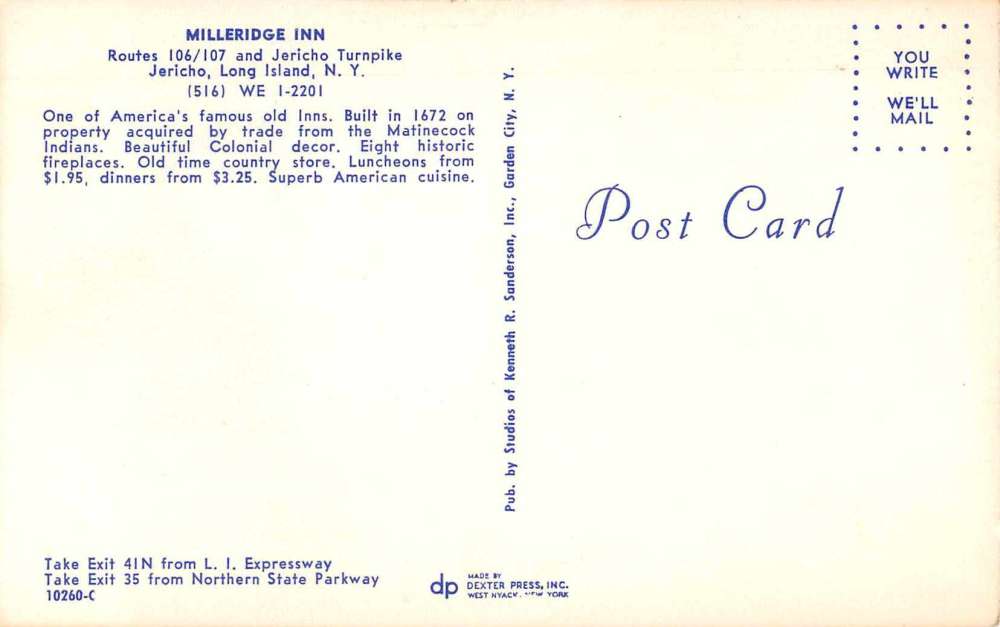 MILLERIDGE INN
Routes 106/107 and Jericho Turnpike
Jericho, Long Island, N. Y.
(516) WE 1-2201
One of America's famous old Inns. Built in 1672 on
property acquired by trade from the Matinecock
Indians. Beautiful Colonial decor. Eight historic
fireplaces. Old time country store. Luncheons from
$1.95, dinners from $3.25. Superb American cuisine.
Take Exit 41N from L. I. Expressway
Take Exit 35 from Northern State Parkway
10260-C
Pub. by Studios of Kenneth R. Sanderson, Inc., Garden City, N. Y.
dp
MADE BY
DEXTER PRESS, INC.
WEST NYACK, NEW YORK
YOU
WRITE
WE'LL
MAIL
Post Card